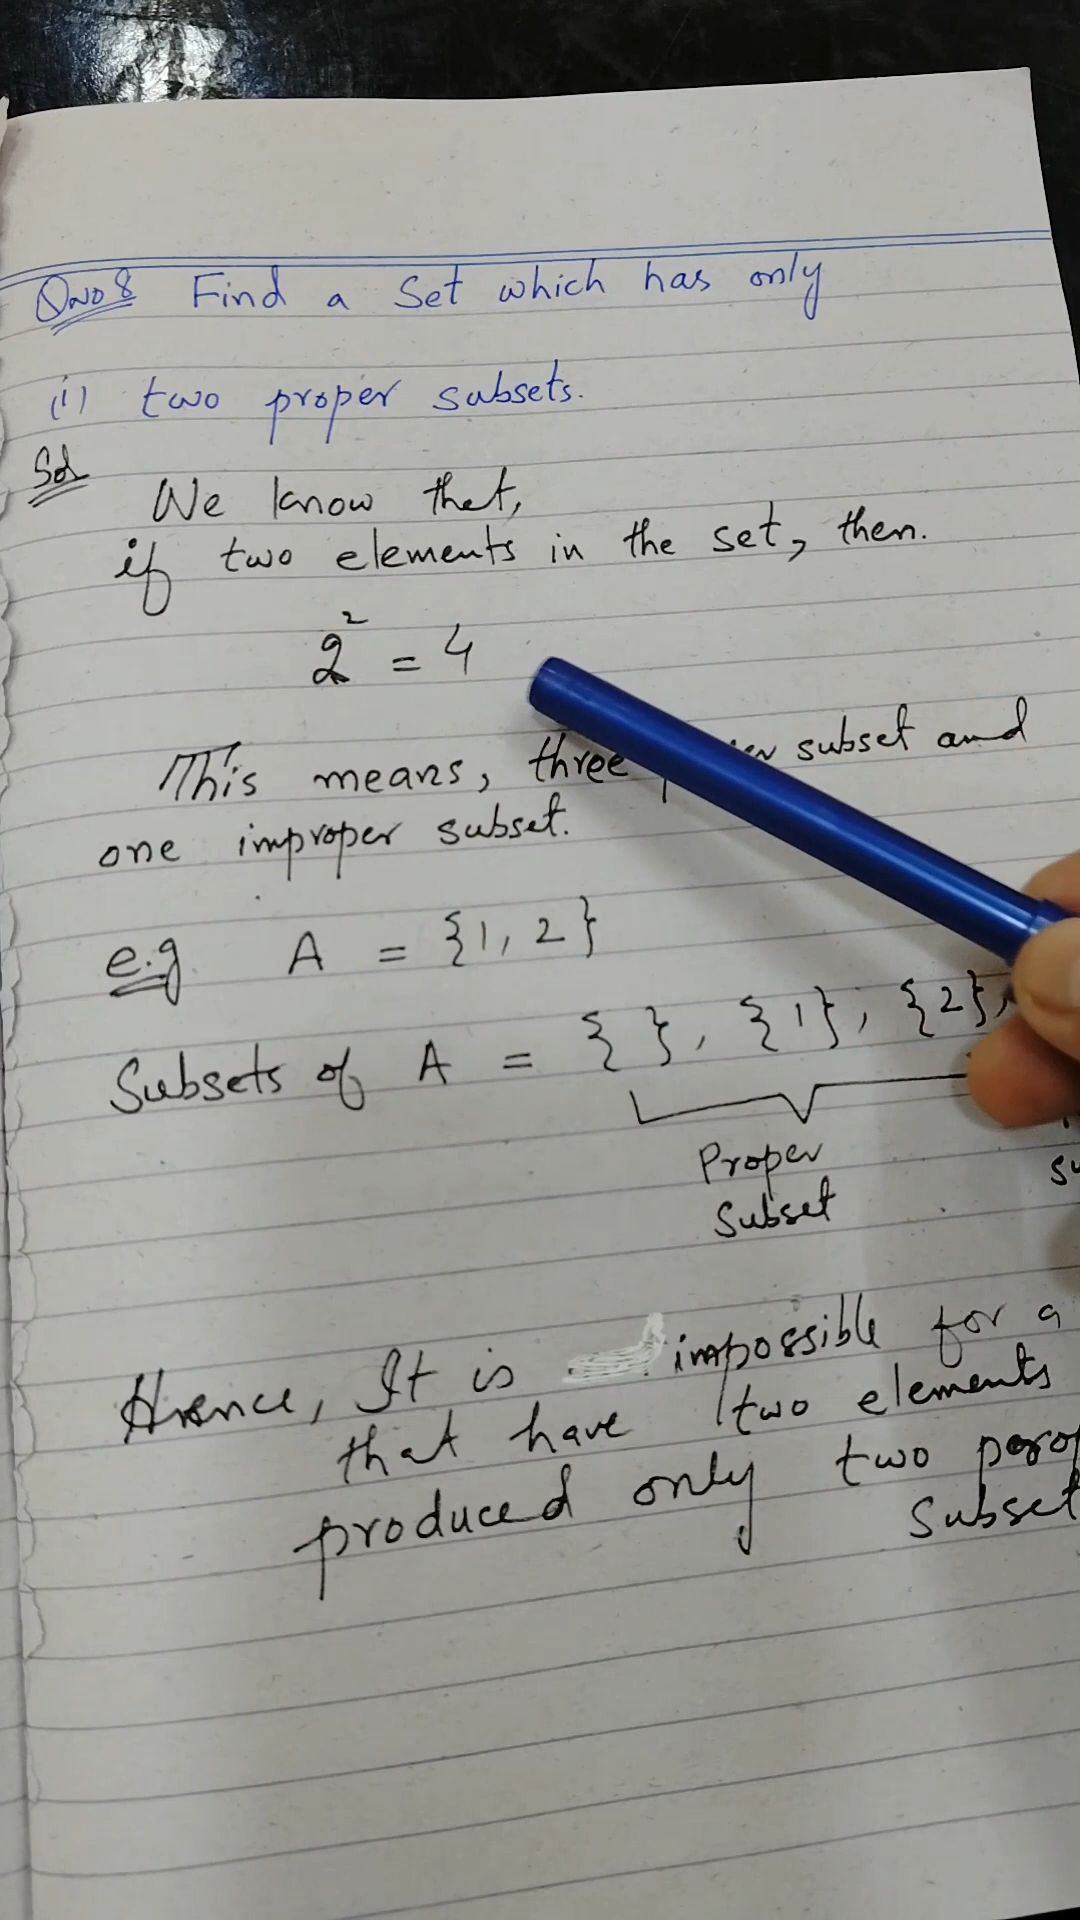 QNo8 Find a Set which has only
(i) two proper subsets.
Sol
We know that,
if two elements in the set, then.
2² = 4
This means, three subset and
one improper subset.
e.g. A = {1, 2}
Subsets of A = { }, {1}, {2},
Proper
Subset
Hence, It is impossible for a
that have two elements
produced only two
Subset